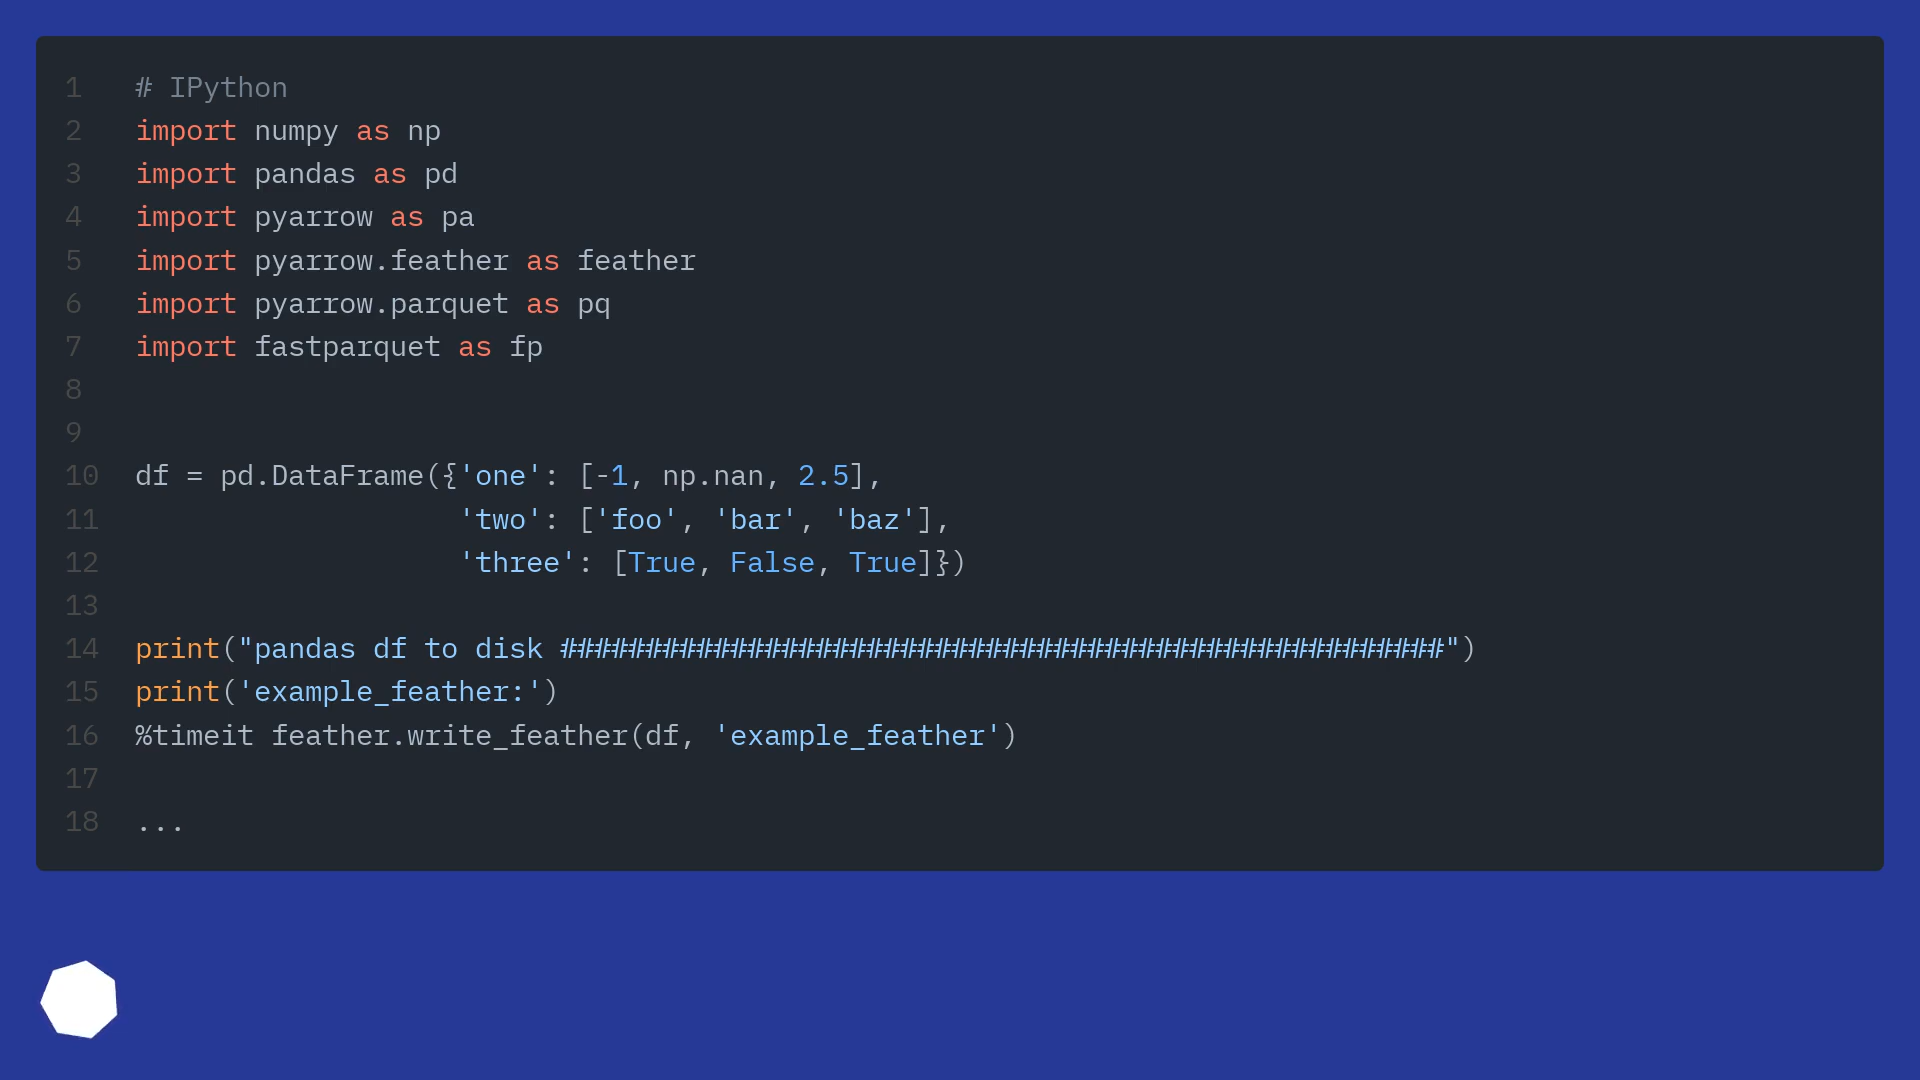 1 # IPython
2 import numpy as np
3 import pandas as pd
4 import pyarrow as pa
5 import pyarrow.feather as feather
6 import pyarrow.parquet as pq
7 import fastparquet as fp
8
9
10 df = pd.DataFrame({'one': [-1, np.nan, 2.5],
11                    'two': ['foo', 'bar', 'baz'],
12                    'three': [True, False, True]})
13
14 print("pandas df to disk ####################################################")
15 print('example_feather:')
16 %timeit feather.write_feather(df, 'example_feather')
17
18 ...